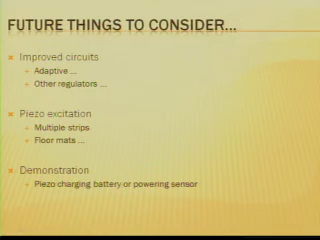 FUTURE THINGS TO CONSIDER...
Improved circuits
Adaptive ...
Other regulators ...
Piezo excitation
Multiple strips
Floor mats ...
Demonstration
Piezo charging battery or powering sensor